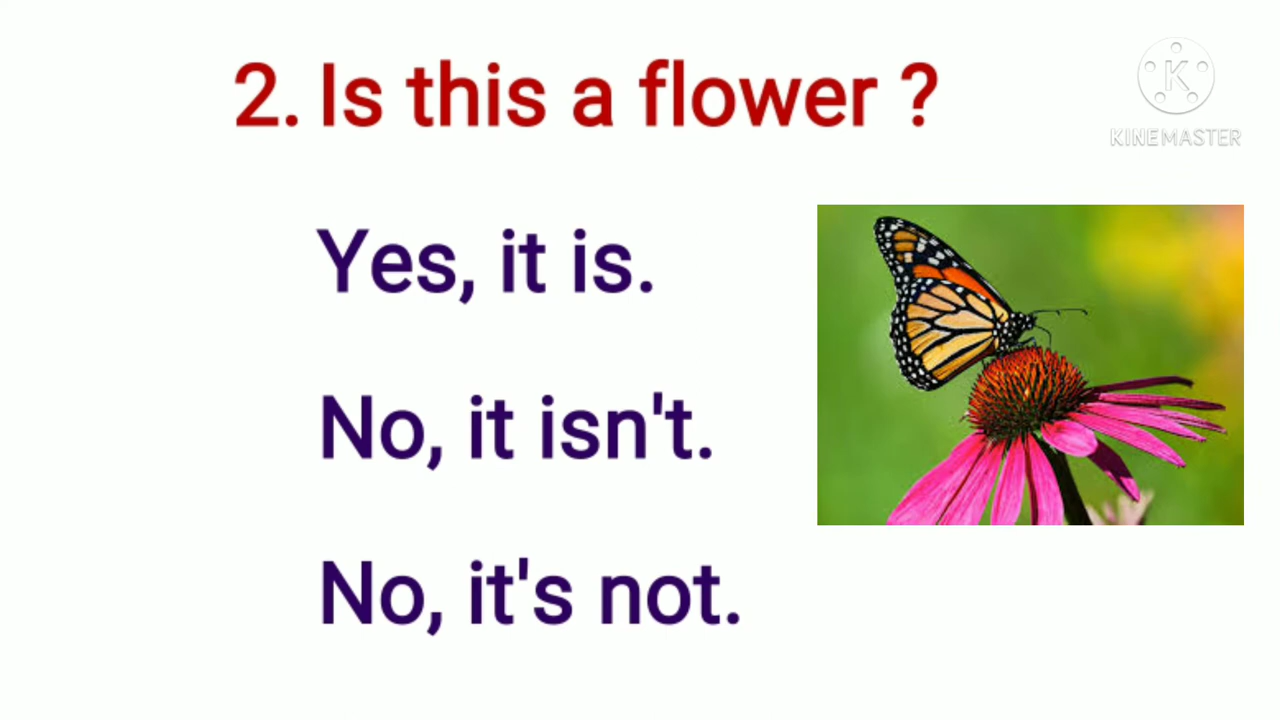 2. Is this a flower ?
KINEMASTER
Yes, it is.
No, it isn't.
No, it's not.